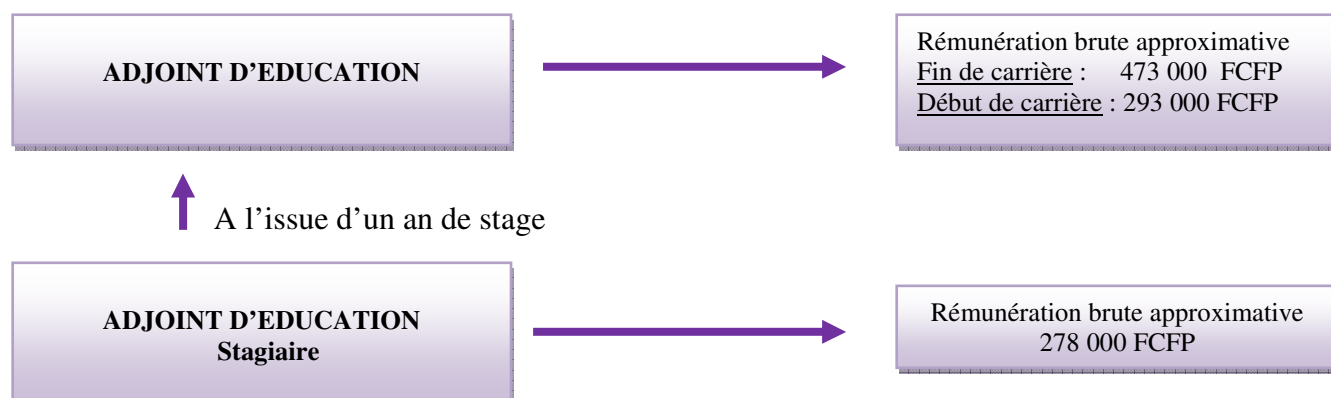 ADJOINT D’EDUCATION
Rémunération brute approximative
Fin de carrière : 473 000 FCFP
Début de carrière : 293 000 FCFP
A l’issue d’un an de stage
ADJOINT D’EDUCATION
Stagiaire
Rémunération brute approximative
278 000 FCFP